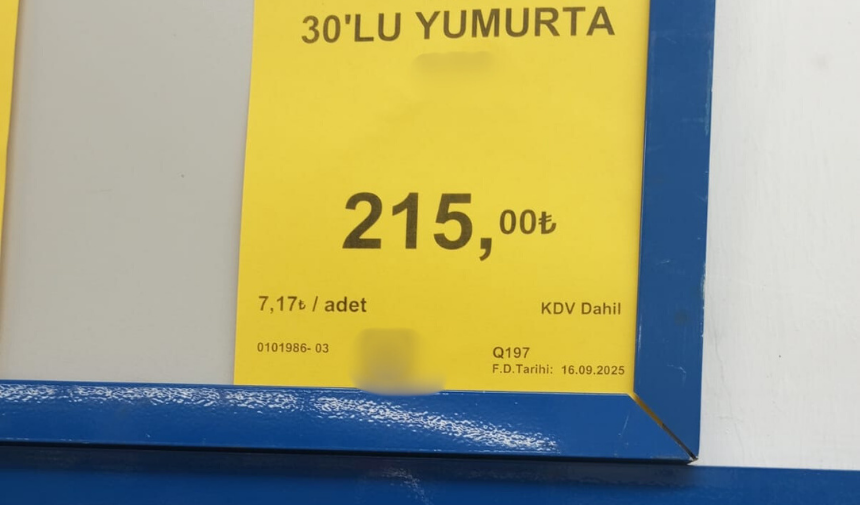 30'LU YUMURTA
215,00₺
7,17₺ / adet
KDV Dahil
0101986- 03
Q197
F.D.Tarihi: 16.09.2025